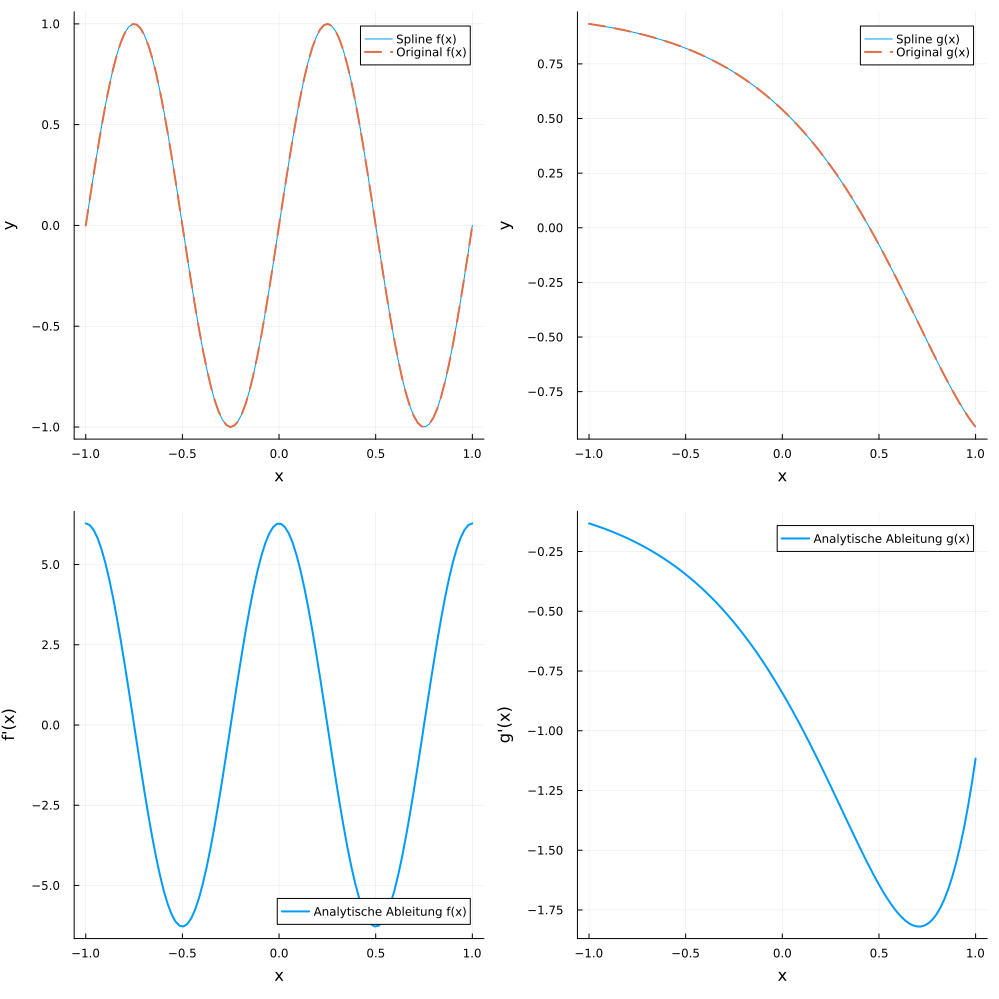 Spline f(x)
Original f(x)
1.0
0.5
0.0
−0.5
−1.0
y
−1.0 −0.5 0.0 0.5 1.0
x
Spline g(x)
Original g(x)
0.75
0.50
0.25
0.00
−0.25
−0.50
−0.75
y
−1.0 −0.5 0.0 0.5 1.0
x
5.0
2.5
0.0
−2.5
−5.0
f'(x)
Analytische Ableitung f(x)
−1.0 −0.5 0.0 0.5 1.0
x
Analytische Ableitung g(x)
−0.25
−0.50
−0.75
−1.00
−1.25
−1.50
−1.75
g'(x)
−1.0 −0.5 0.0 0.5 1.0
x